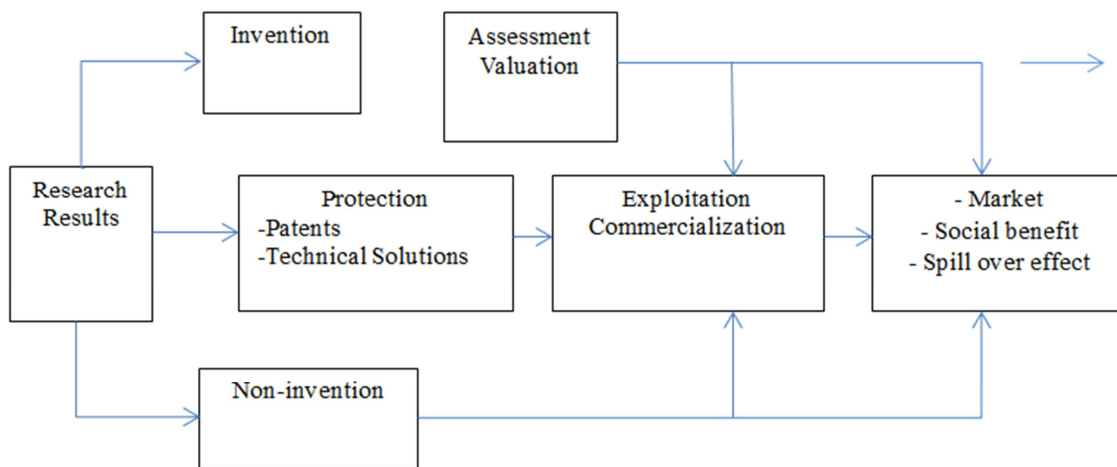 Invention
Assessment
Valuation
Research
Results
Protection
-Patents
-Technical Solutions
Exploitation
Commercialization
- Market
- Social benefit
- Spill over effect
Non-invention